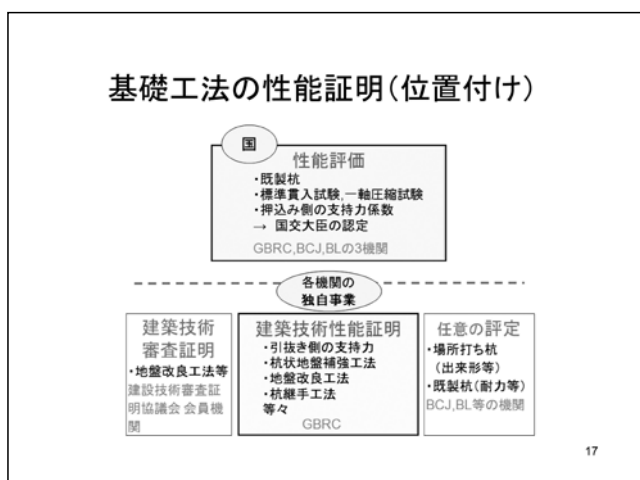 基礎工法の性能証明(位置付け)
国
性能評価
・既製杭
・標準貫入試験,一軸圧縮試験
・押込み側の支持力係数
→ 国交大臣の認定
GBRC,BCJ,BLの3機関
各機関の
独自事業
建築技術
審査証明
・地盤改良工法等
建設技術審査証
明協議会 会員機
関
建築技術性能証明
・引抜き側の支持力
・杭状地盤補強工法
・地盤改良工法
・杭継手工法
等々
GBRC
任意の評定
・場所打ち杭
(出来形等)
・既製杭(耐力等)
BCJ,BL等の機関
17